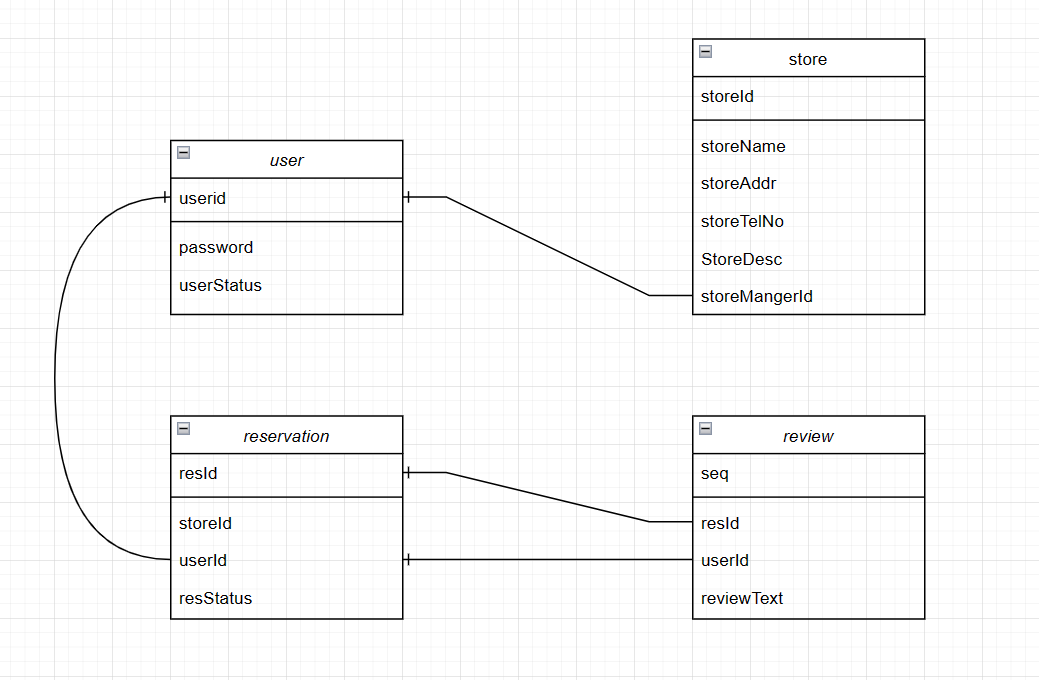 store
storeId
storeName
storeAddr
storeTelNo
StoreDesc
storeMangerId
user
userid
password
userStatus
reservation
resId
storeId
userId
resStatus
review
seq
resId
userId
reviewText